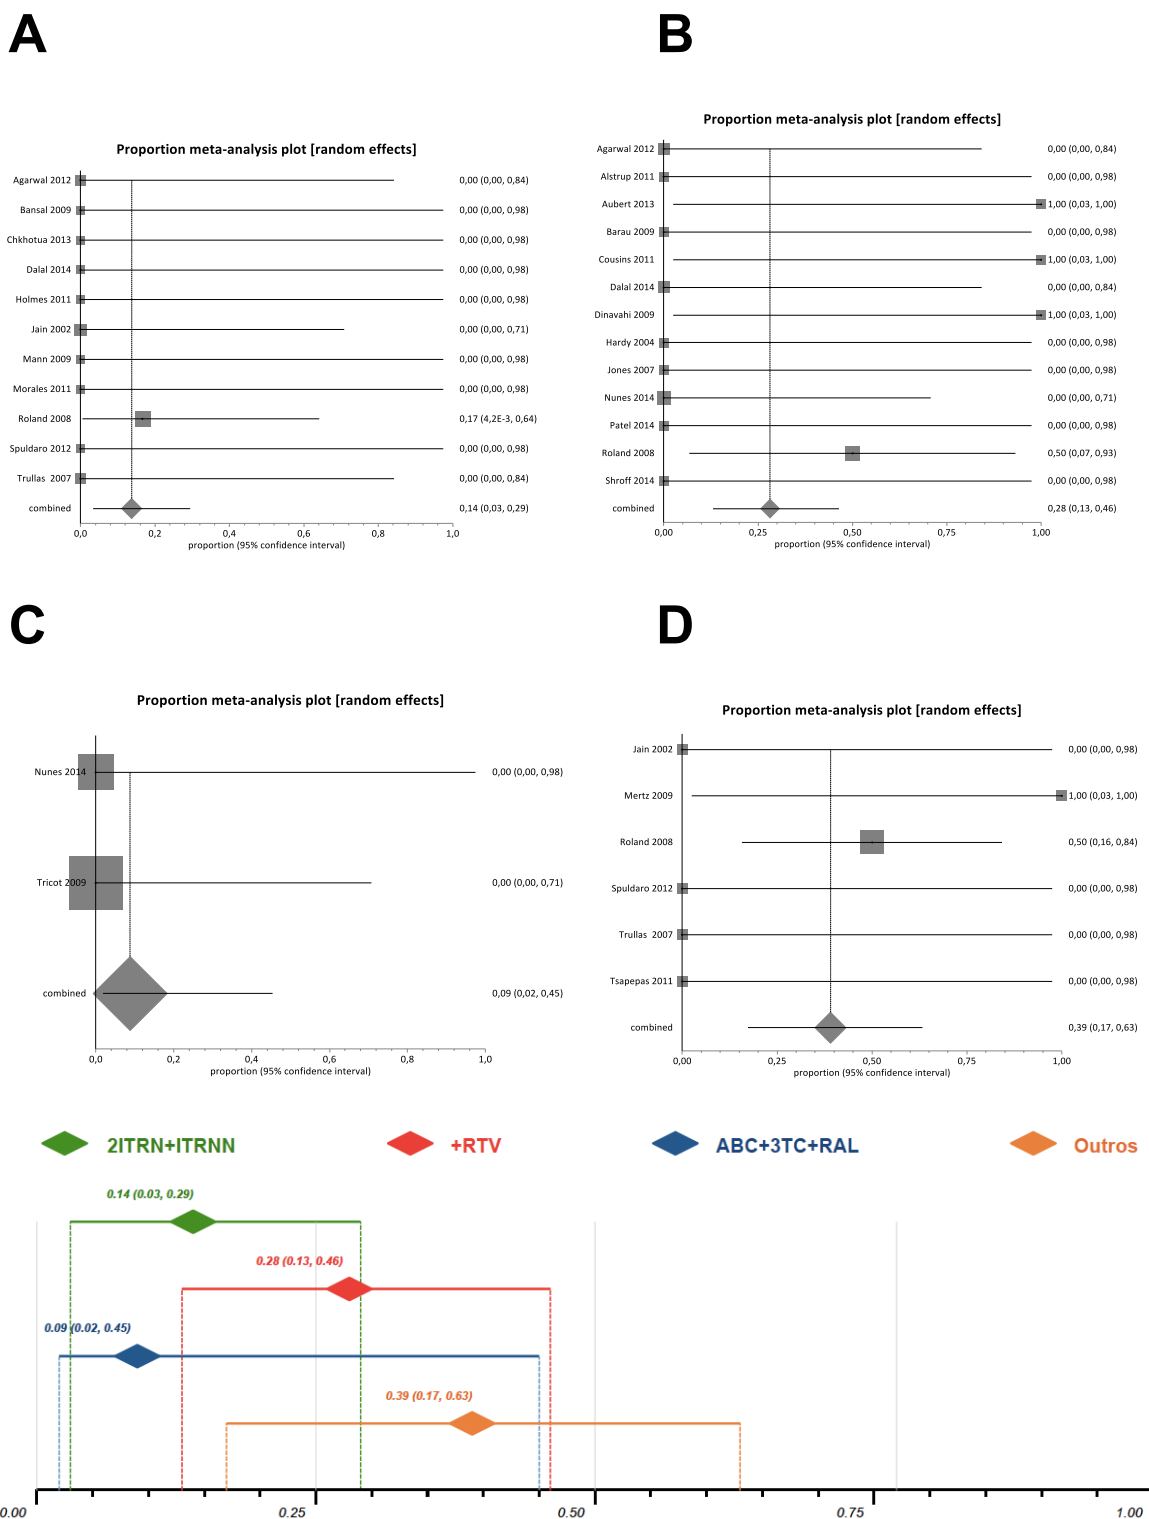 A
B
Proportion meta-analysis plot [random effects]
Agarwal 2012 0,00 (0,00, 0,84)
Bansal 2009 0,00 (0,00, 0,98)
Chkhotua 2013 0,00 (0,00, 0,98)
Dalal 2014 0,00 (0,00, 0,98)
Holmes 2011 0,00 (0,00, 0,98)
Jain 2002 0,00 (0,00, 0,71)
Mann 2009 0,00 (0,00, 0,98)
Morales 2011 0,00 (0,00, 0,98)
Roland 2008 0,17 (4,2E-3, 0,64)
Spuldaro 2012 0,00 (0,00, 0,98)
Trullas 2007 0,00 (0,00, 0,84)
combined 0,14 (0,03, 0,29)
0,0 0,2 0,4 0,6 0,8 1,0
proportion (95% confidence interval)
Proportion meta-analysis plot [random effects]
Agarwal 2012 0,00 (0,00, 0,84)
Alstrup 2011 0,00 (0,00, 0,98)
Aubert 2013 1,00 (0,03, 1,00)
Barau 2009 0,00 (0,00, 0,98)
Cousins 2011 1,00 (0,03, 1,00)
Dalal 2014 0,00 (0,00, 0,84)
Dinavahi 2009 1,00 (0,03, 1,00)
Hardy 2004 0,00 (0,00, 0,98)
Jones 2007 0,00 (0,00, 0,98)
Nunes 2014 0,00 (0,00, 0,71)
Patel 2014 0,00 (0,00, 0,98)
Roland 2008 0,50 (0,07, 0,93)
Shroff 2014 0,00 (0,00, 0,98)
combined 0,28 (0,13, 0,46)
0,00 0,25 0,50 0,75 1,00
proportion (95% confidence interval)
C
D
Proportion meta-analysis plot [random effects]
Nunes 2014 0,00 (0,00, 0,98)
Tricot 2009 0,00 (0,00, 0,71)
combined 0,09 (0,02, 0,45)
0,0 0,2 0,4 0,6 0,8 1,0
proportion (95% confidence interval)
Proportion meta-analysis plot [random effects]
Jain 2002 0,00 (0,00, 0,98)
Mertz 2009 1,00 (0,03, 1,00)
Roland 2008 0,50 (0,16, 0,84)
Spuldaro 2012 0,00 (0,00, 0,98)
Trullas 2007 0,00 (0,00, 0,98)
Tsapepas 2011 0,00 (0,00, 0,98)
combined 0,39 (0,17, 0,63)
0,00 0,25 0,50 0,75 1,00
proportion (95% confidence interval)
2ITRN+ITRNN +RTV ABC+3TC+RAL Outros
0.14 (0.03, 0.29)
0.28 (0.13, 0.46)
0.09 (0.02, 0.45)
0.39 (0.17, 0.63)
0.00 0.25 0.50 0.75 1.00